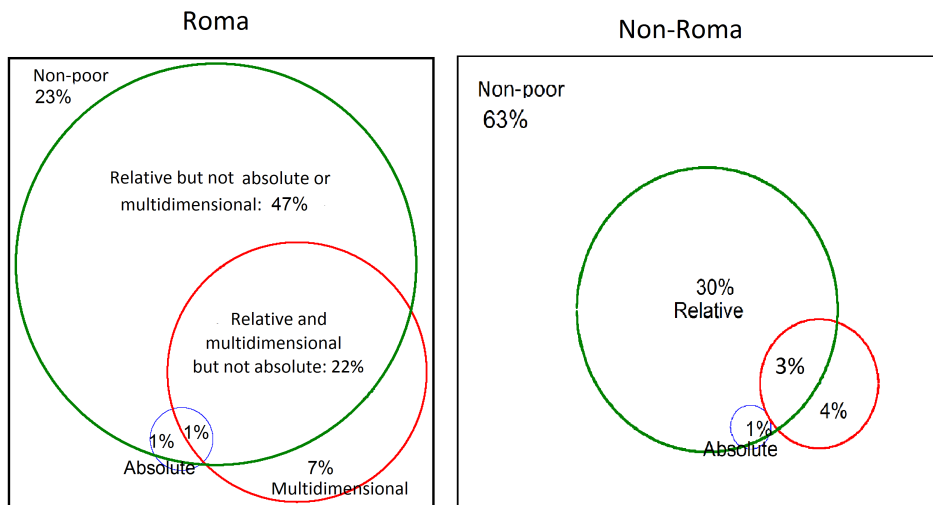 Roma
Non-poor
23%
Relative but not absolute or
multidimensional: 47%
Relative and
multidimensional
but not absolute: 22%
1%
1%
Absolute
7%
Multidimensional
Non-Roma
Non-poor
63%
30%
Relative
3%
4%
1%
Absolute